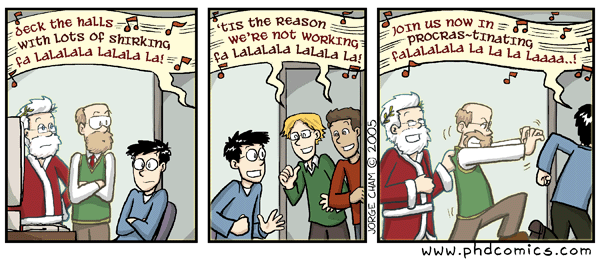 Deck the halls
with lots of shirking
fa lalalala lalala la!
'tis the reason
we're not working
fa lalalala lalala la!
Join us now in
procras-tinating
falalalala la la la laaaa..!
JORGE CHAM © 2005
www.phdcomics.com